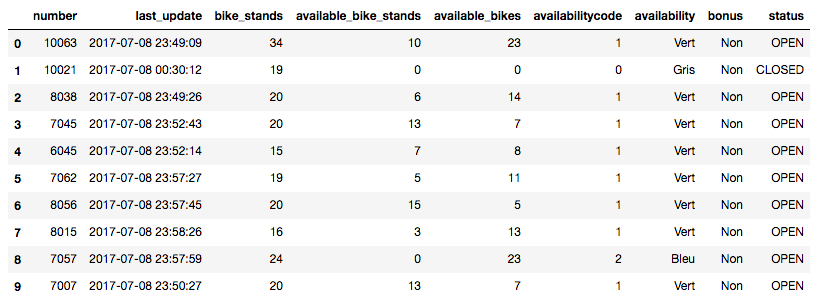 number last_update bike_stands available_bike_stands available_bikes availabilitycode availability bonus status
0 10063 2017-07-08 23:49:09 34 10 23 1 Vert Non OPEN
1 10021 2017-07-08 00:30:12 19 0 0 0 Gris Non CLOSED
2 8038 2017-07-08 23:49:26 20 6 14 1 Vert Non OPEN
3 7045 2017-07-08 23:52:43 20 13 7 1 Vert Non OPEN
4 6045 2017-07-08 23:52:14 15 7 8 1 Vert Non OPEN
5 7062 2017-07-08 23:57:27 19 5 11 1 Vert Non OPEN
6 8056 2017-07-08 23:57:45 20 15 5 1 Vert Non OPEN
7 8015 2017-07-08 23:58:26 16 3 13 1 Vert Non OPEN
8 7057 2017-07-08 23:57:59 24 0 23 2 Bleu Non OPEN
9 7007 2017-07-08 23:50:27 20 13 7 1 Vert Non OPEN